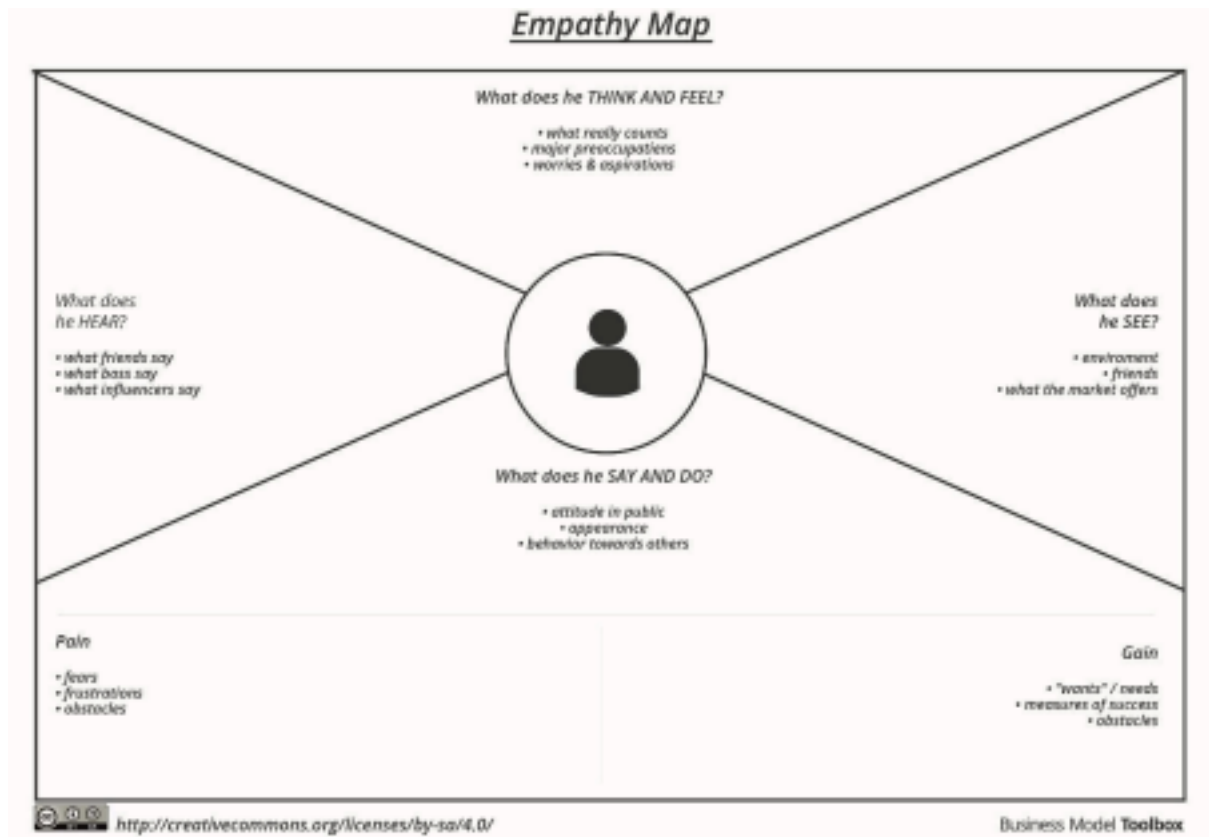 Empathy Map
What does he THINK AND FEEL?
• what really counts
• major preoccupations
• worries & aspirations
What does
he HEAR?
• what friends say
• what boss say
• what influencers say
What does
he SEE?
• enviroment
• friends
• what the market offers
What does he SAY AND DO?
• attitude in public
• appearance
• behavior towards others
Pain
• fears
• frustrations
• obstacles
Gain
• "wants" / needs
• measures of success
• obstacles
http://creativecommons.org/licenses/by-sa/4.0/
Business Model Toolbox